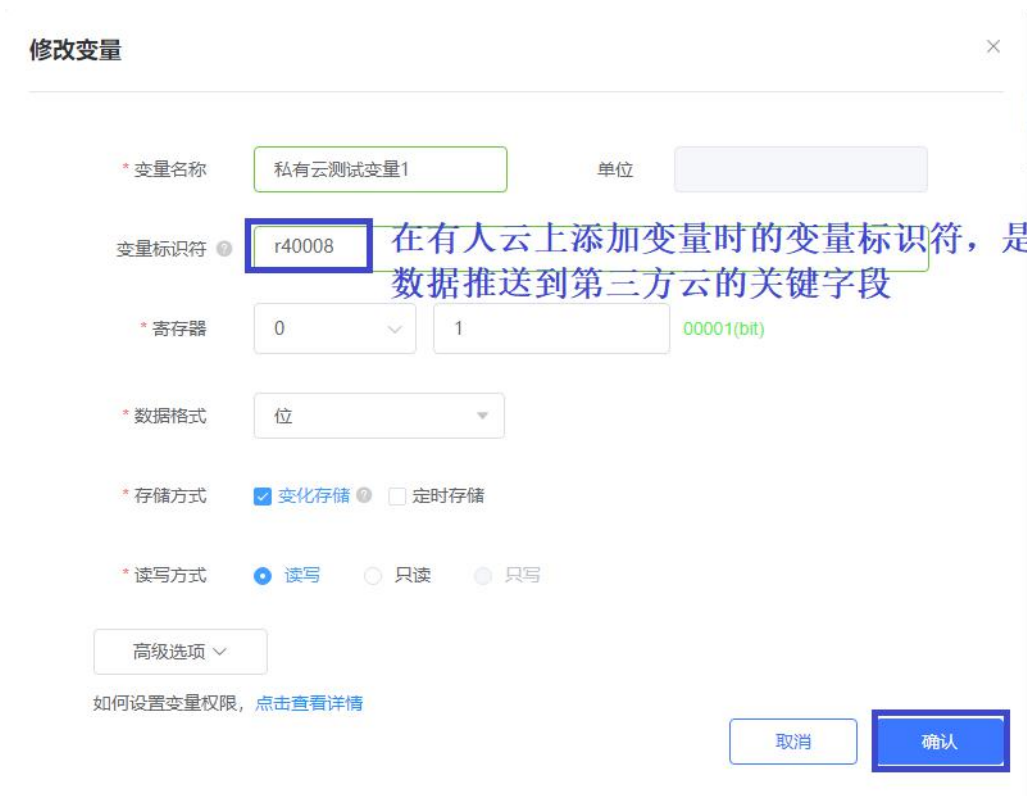 修改变量
* 变量名称 私有云测试变量1 单位
变量标识符 r40008 在有人云上添加变量时的变量标识符，是
数据推送到第三方云的关键字段
* 寄存器 0 1 00001(bit)
* 数据格式 位
* 存储方式 变化存储 定时存储
* 读写方式 读写 只读 只写
高级选项
如何设置变量权限，点击查看详情
取消 确认